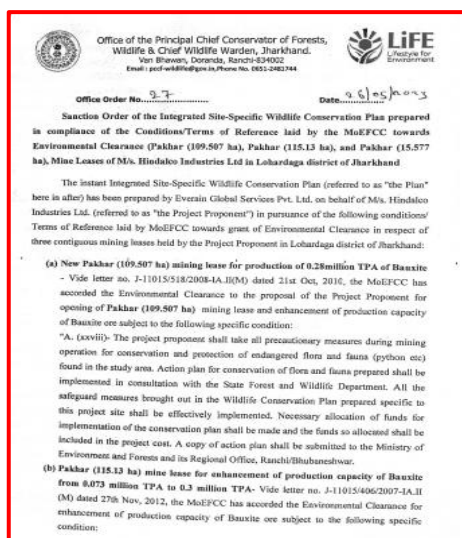 Office of the Principal Chief Conservator of Forests,
Wildlife & Chief Wildlife Warden, Jharkhand.
Van Bhawan, Doranda, Ranchi-834002
Email : pccf-wildlife@gov.in,Phone No. 0651-2481744
LiFE
Lifestyle for
Environment
Office Order No. 27
Date 26/05/2023
Sanction Order of the Integrated Site-Specific Wildlife Conservation Plan prepared
in compliance of the Conditions/Terms of Reference laid by the MoEFCC towards
Environmental Clearance (Pakhar (109.507 ha), Pakhar (115.13 ha), and Pakhar (15.577
ha), Mine Leases of M/s. Hindalco Industries Ltd in Lohardaga district of Jharkhand
The instant Integrated Site-Specific Wildlife Conservation Plan (referred to as "the Plan"
here in after) has been prepared by Everain Global Services Pvt. Ltd, on behalf of M/s. Hindalco
Industries Ltd. (referred to as "the Project Proponent") in pursuance of the following conditions/
Terms of Reference laid by MoEFCC towards grant of Environmental Clearance in respect of
three contiguous mining leases held by the Project Proponent in Lohardaga district of Jharkhand:
(a) New Pakhar (109.507 ha) mining lease for production of 0.28million TPA of Bauxite
- Vide letter no. J-11015/518/2008-IA.II(M) dated 21st Oct, 2010, the MoEFCC has
accorded the Environmental Clearance to the proposal of the Project Proponent for
opening of Pakhar (109.507 ha) mining lease and enhancement of production capacity
of Bauxite ore subject to the following specific condition:
"A. (xxviii)- The project proponent shall take all precautionary measures during mining
operation for conservation and protection of endangered flora and fauna (python etc)
found in the study area. Action plan for conservation of flora and fauna prepared shall be
implemented in consultation with the State Forest and Wildlife Department. All the
safeguard measures brought out in the Wildlife Conservation Plan prepared specific to
this project site shall be effectively implemented. Necessary allocation of funds for
implementation of the conservation plan shall be made and the funds so allocated shall be
included in the project cost. A copy of action plan shall be submitted to the Ministry of
Environment and Forests and its Regional Office, Ranchi/Bhubaneshwar.
(b) Pakhar (115.13 ha) mine lease for enhancement of production capacity of Bauxite
from 0.073 million TPA to 0.3 million TPA- Vide letter no. J-11015/406/2007-IA.II
(M) dated 27th Nov, 2012, the MoEFCC has accorded the Environmental Clearance for
enhancement of production capacity of Bauxite ore subject to the following specific
condition: